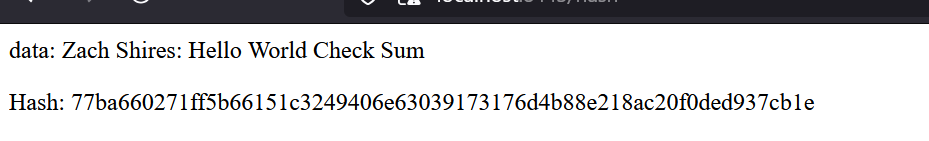 data: Zach Shires: Hello World Check Sum
Hash: 77ba660271ff5b66151c3249406e63039173176d4b88e218ac20f0ded937cb1e